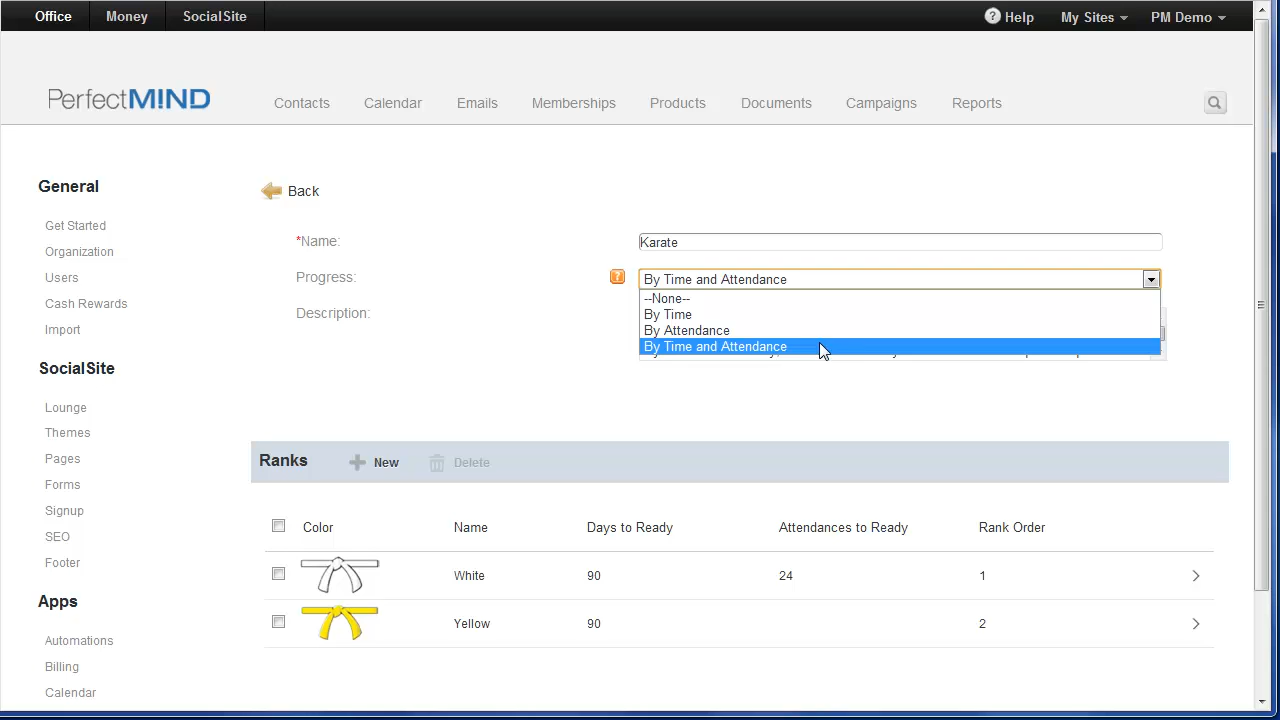 Office Money SocialSite ? Help My Sites PM Demo
PerfectMIND Contacts Calendar Emails Memberships Products Documents Campaigns Reports
General
Get Started
Organization
Users
Cash Rewards
Import
SocialSite
Lounge
Themes
Pages
Forms
Signup
SEO
Footer
Apps
Automations
Billing
Calendar
Back
*Name: Karate
Progress: ? By Time and Attendance
--None--
By Time
By Attendance
By Time and Attendance
Description:
Ranks New Delete
Color Name Days to Ready Attendances to Ready Rank Order
White 90 24 1
Yellow 90 2